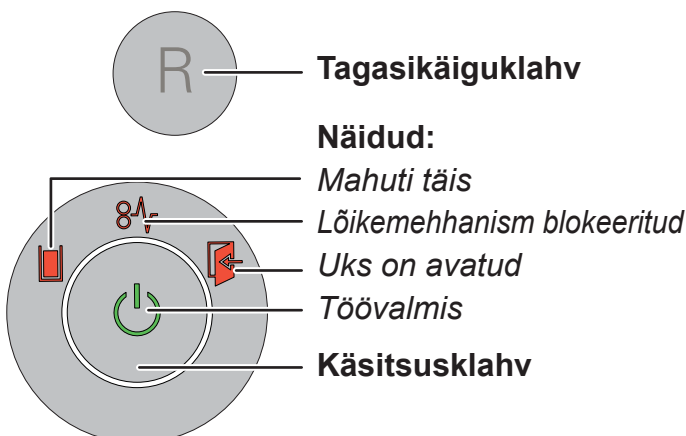 R
Tagasikäiguklahv
Näidud:
Mahuti täis
Lõikemehhanism blokeeritud
Uks on avatud
Töövalmis
Käsitsusklahv